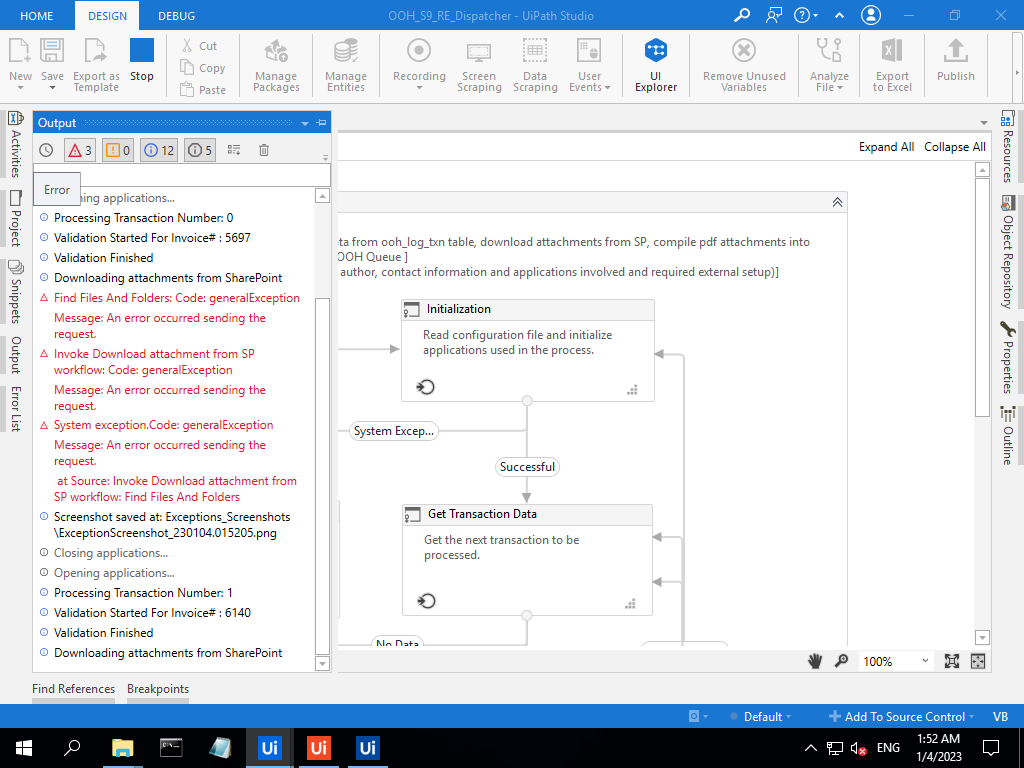 HOME
DESIGN
DEBUG
OOH_S9_RE_Dispatcher - UiPath Studio
New
Save
Export as
Template
Stop
Cut
Copy
Paste
Manage
Packages
Manage
Entities
Recording
Screen
Scraping
Data
Scraping
User
Events
UI
Explorer
Remove Unused
Variables
Analyze
File
Export
to Excel
Publish
Activities
Project
Snippets
Output
Error List
Output
3
0
12
5
Error
ning applications...
Processing Transaction Number: 0
Validation Started For Invoice# : 5697
Validation Finished
Downloading attachments from SharePoint
Find Files And Folders: Code: generalException
Message: An error occurred sending the
request.
Invoke Download attachment from SP
workflow: Code: generalException
Message: An error occurred sending the
request.
System exception.Code: generalException
Message: An error occurred sending the
request.
at Source: Invoke Download attachment from
SP workflow: Find Files And Folders
Screenshot saved at: Exceptions_Screenshots
\ExceptionScreenshot_230104.015205.png
Closing applications...
Opening applications...
Processing Transaction Number: 1
Validation Started For Invoice# : 6140
Validation Finished
Downloading attachments from SharePoint
Expand All
Collapse All
ata from ooh_log_txn table, download attachments from SP, compile pdf attachments into
OOH Queue ]
author, contact information and applications involved and required external setup)]
Initialization
Read configuration file and initialize
applications used in the process.
System Excep...
Successful
Get Transaction Data
Get the next transaction to be
processed.
No Data
100%
Resources
Object Repository
Properties
Outline
Find References
Breakpoints
Default
Add To Source Control
VB
Ui
Ui
Ui
ENG
1:52 AM
1/4/2023